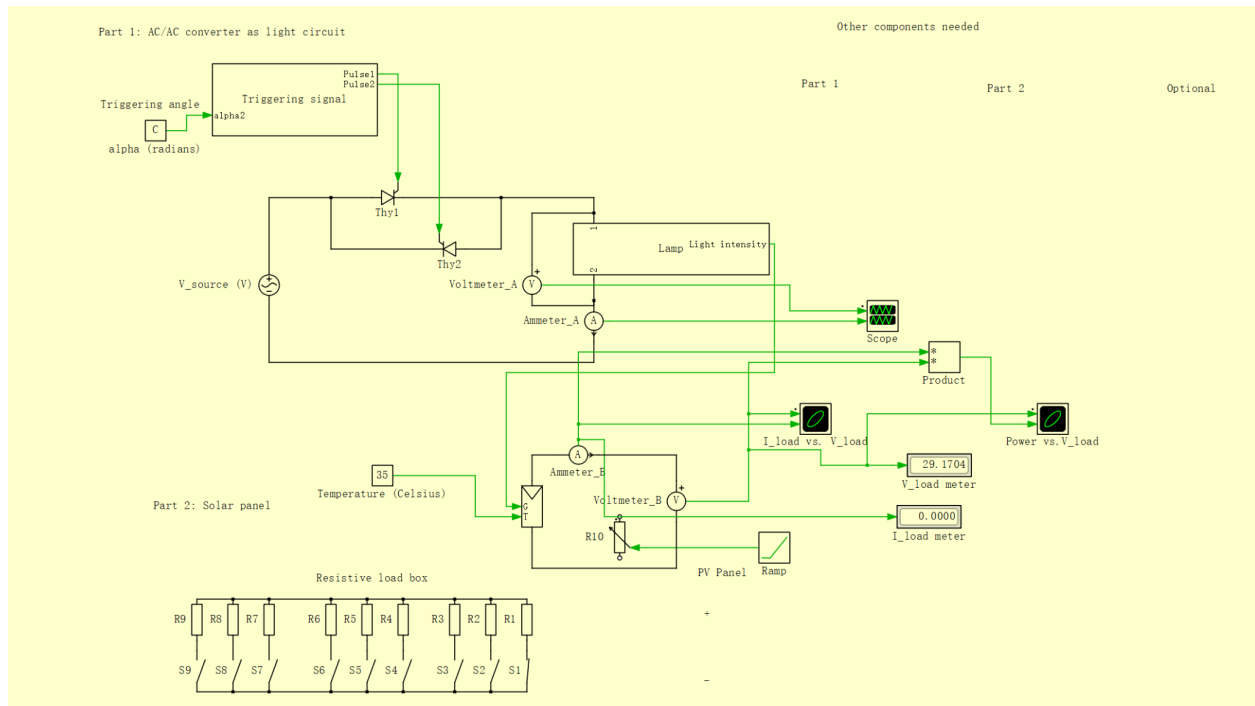 Part 1: AC/AC converter as light circuit
Other components needed
Part 1
Part 2
Optional
Pulse1
Pulse2
Triggering signal
Triggering angle
alpha2
C
alpha (radians)
Thy1
Thy2
1
Lamp
Light intensity
2
V_source (V)
Voltmeter_A
V
Ammeter_A
A
Scope
*
*
Product
I_load vs. V_load
Power vs.V_load
A
Ammeter_B
29.1704
V_load meter
35
Temperature (Celsius)
Voltmeter_B
V
G
T
Part 2: Solar panel
0.0000
I_load meter
R10
PV Panel
Ramp
Resistive load box
+
R9 R8 R7 R6 R5 R4 R3 R2 R1
S9 S8 S7 S6 S5 S4 S3 S2 S1
–